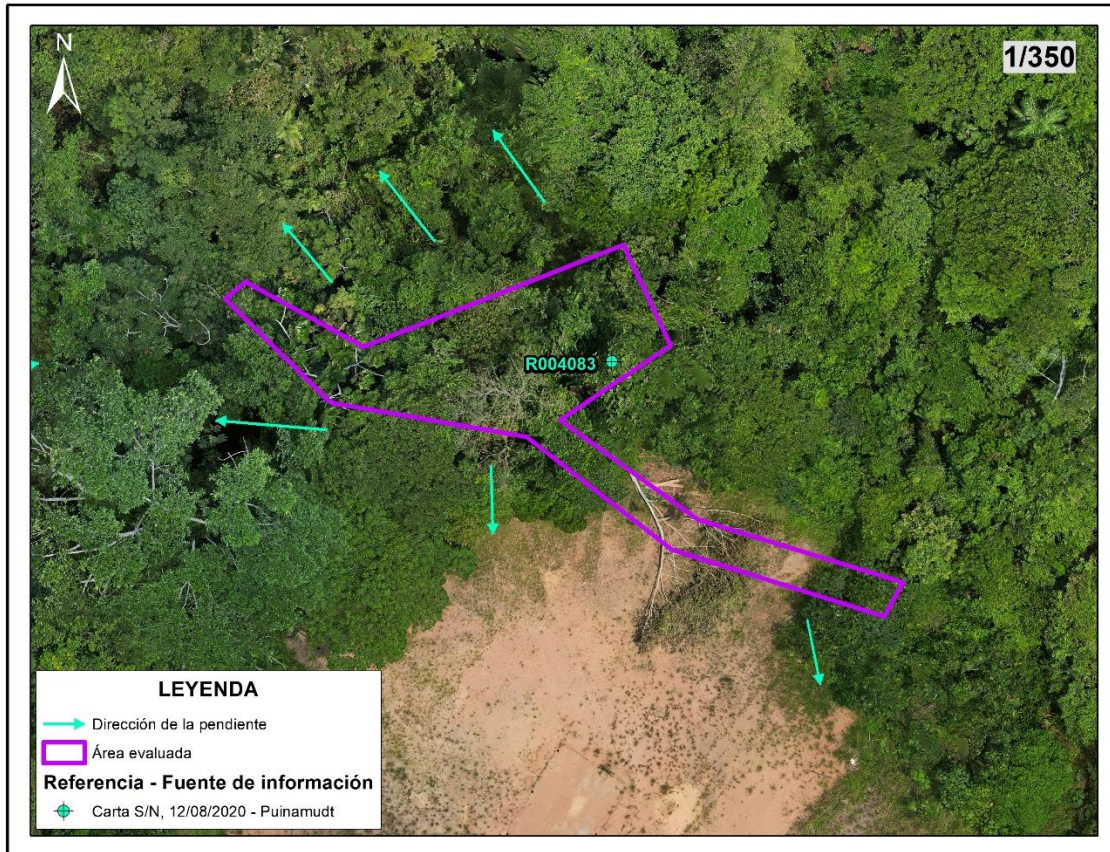 N
1/350
R004083
LEYENDA
Dirección de la pendiente
Área evaluada
Referencia - Fuente de información
Carta S/N, 12/08/2020 - Puinamudt